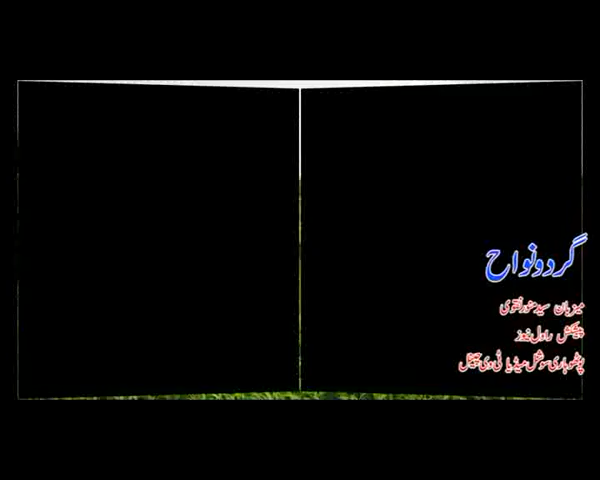 گردونواح
میزبان سید منور نقوی
پیشکش راول نیوز
پوٹھوہاری سوشل میڈیا ٹی وی چینل